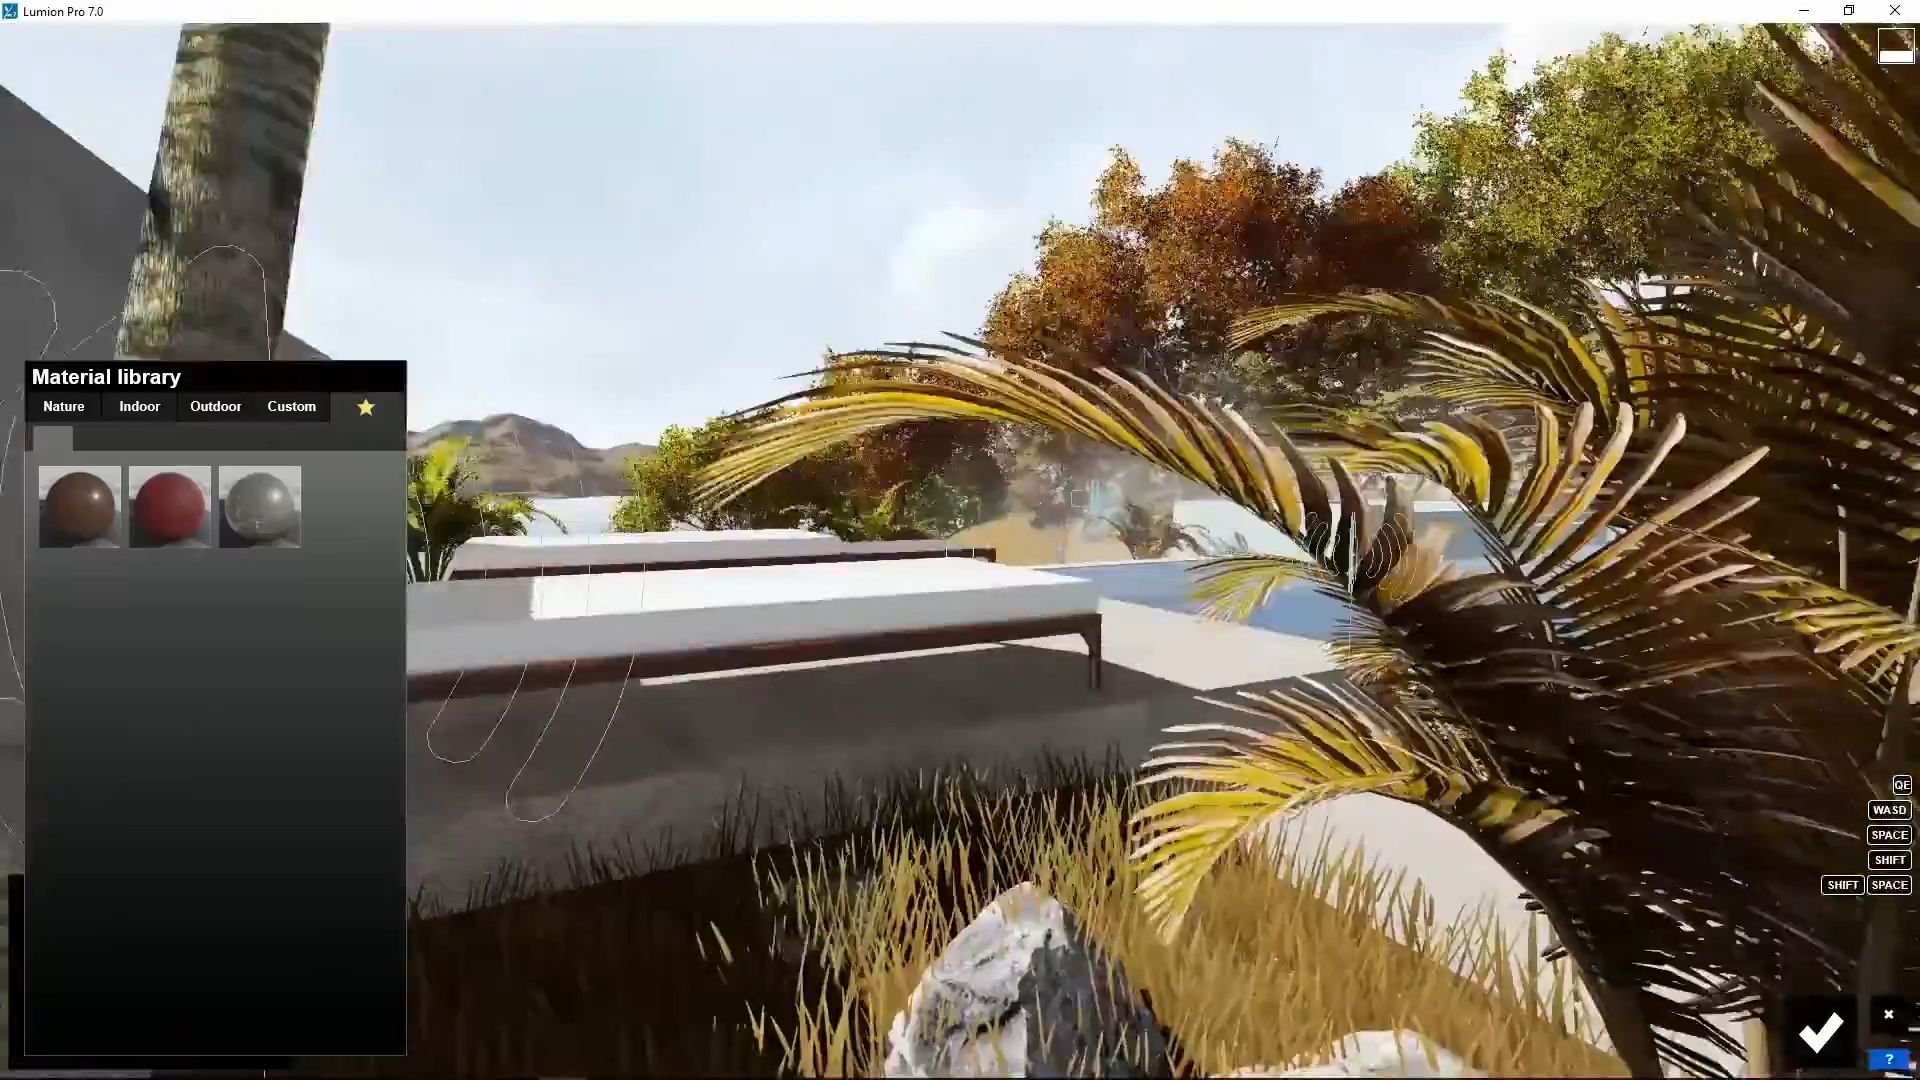 Lumion Pro 7.0
Material library
Nature Indoor Outdoor Custom
QE
WASD
SPACE
SHIFT
SHIFT SPACE
?